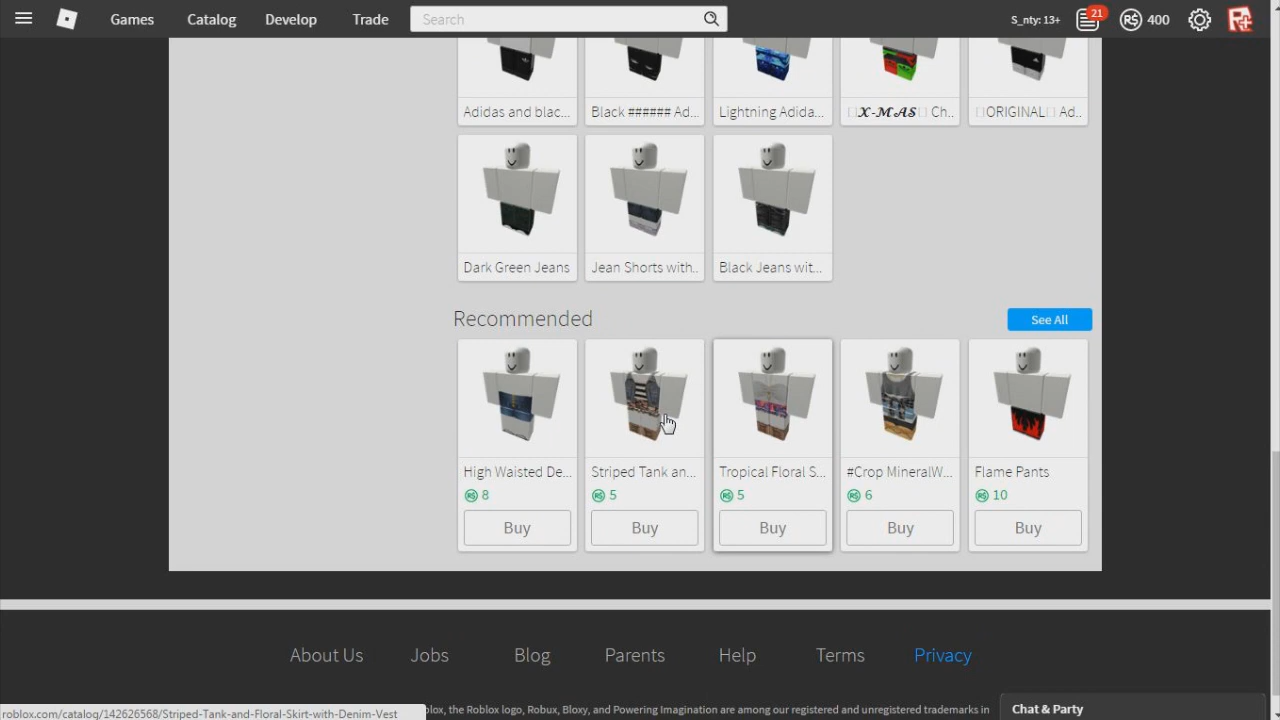 Games Catalog Develop Trade Search S_nty: 13+ 21 R$ 400
Adidas and blac... Black ###### Ad... Lightning Adida... 𝓧-𝓜𝓐𝓢 Ch.. ORIGINAL Ad..
Dark Green Jeans Jean Shorts with.. Black Jeans wit...
Recommended See All
High Waisted De... Striped Tank an... Tropical Floral S... #Crop MineralW... Flame Pants
R$ 8 R$ 5 R$ 5 R$ 6 R$ 10
Buy Buy Buy Buy Buy
About Us Jobs Blog Parents Help Terms Privacy
roblox.com/catalog/142626568/Striped-Tank-and-Floral-Skirt-with-Denim-Vest
blox, the Roblox logo, Robux, Bloxy, and Powering Imagination are among our registered and unregistered trademarks in
Chat & Party